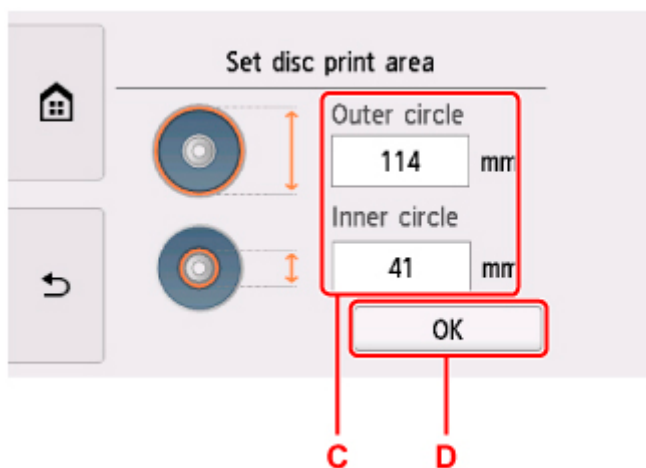 Set disc print area
Outer circle
114 mm
Inner circle
41 mm
OK
C D